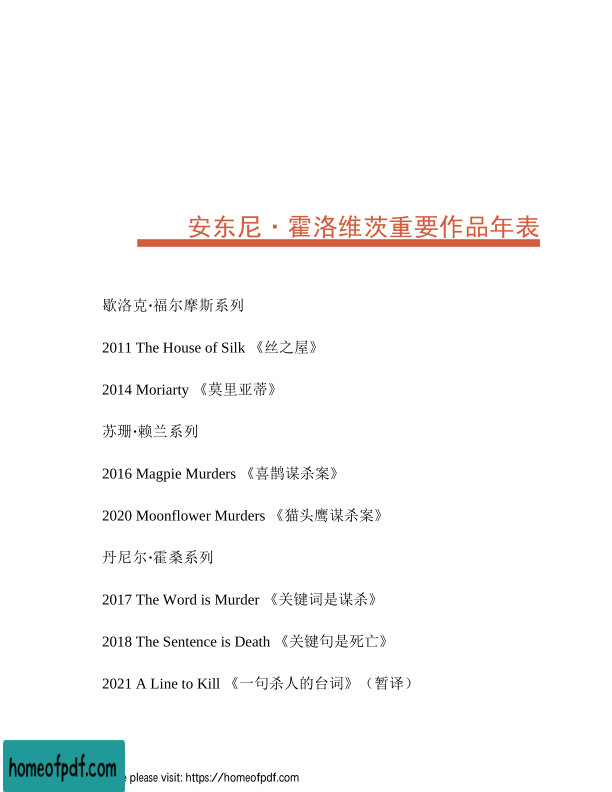 安东尼·霍洛维茨重要作品年表
歇洛克·福尔摩斯系列
2011 The House of Silk 《丝之屋》
2014 Moriarty 《莫里亚蒂》
苏珊·赖兰系列
2016 Magpie Murders 《喜鹊谋杀案》
2020 Moonflower Murders 《猫头鹰谋杀案》
丹尼尔·霍桑系列
2017 The Word is Murder 《关键词是谋杀》
2018 The Sentence is Death 《关键句是死亡》
2021 A Line to Kill 《一句杀人的台词》（暂译）
homeofpdf.com
please visit: https://homeofpdf.com